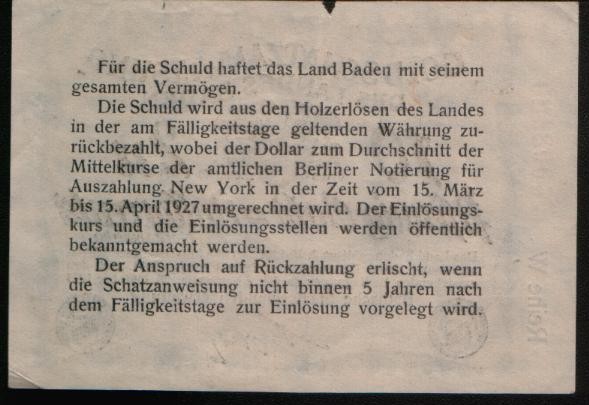 Für die Schuld haftet das Land Baden mit seinem
gesamten Vermögen.
Die Schuld wird aus den Holzerlösen des Landes
in der am Fälligkeitstage geltenden Währung zu-
rückbezahlt, wobei der Dollar zum Durchschnitt der
Mittelkurse der amtlichen Berliner Notierung für
Auszahlung New York in der Zeit vom 15. März
bis 15. April 1927 umgerechnet wird. Der Einlösungs-
kurs und die Einlösungsstellen werden öffentlich
bekanntgemacht werden.
Der Anspruch auf Rückzahlung erlischt, wenn
die Schatzanweisung nicht binnen 5 Jahren nach
dem Fälligkeitstage zur Einlösung vorgelegt wird.
Reihe V